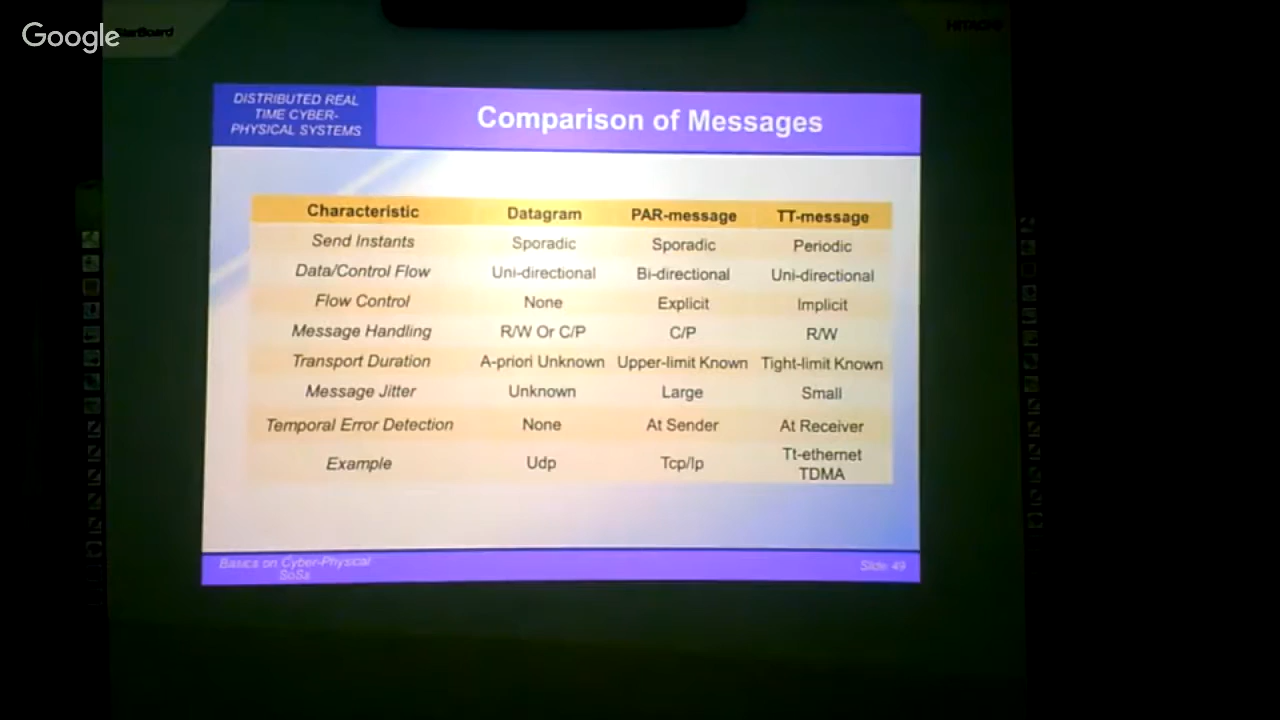 Google
StarBoard
HITACHI
DISTRIBUTED REAL
TIME CYBER-
PHYSICAL SYSTEMS
Comparison of Messages
Characteristic Datagram PAR-message TT-message
Send Instants Sporadic Sporadic Periodic
Data/Control Flow Uni-directional Bi-directional Uni-directional
Flow Control None Explicit Implicit
Message Handling R/W Or C/P C/P R/W
Transport Duration A-priori Unknown Upper-limit Known Tight-limit Known
Message Jitter Unknown Large Small
Temporal Error Detection None At Sender At Receiver
Example Udp Tcp/Ip Tt-ethernet
TDMA
Basics on Cyber-Physical
SoSs
Slide 49